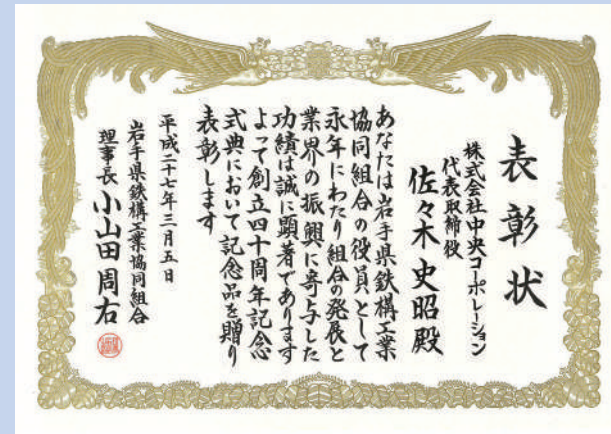 表彰状
株式会社中央コーポレーション
代表取締役
佐々木史昭殿
あなたは岩手県鉄構工業
協同組合の役員として
永年にわたり組合の発展と
業界の振興に寄与した
功績は誠に顕著であります
よって創立四十周年記念
式典において記念品を贈り
表彰します
平成二十七年三月五日
岩手県鉄構工業協同組合
理事長小山田周右